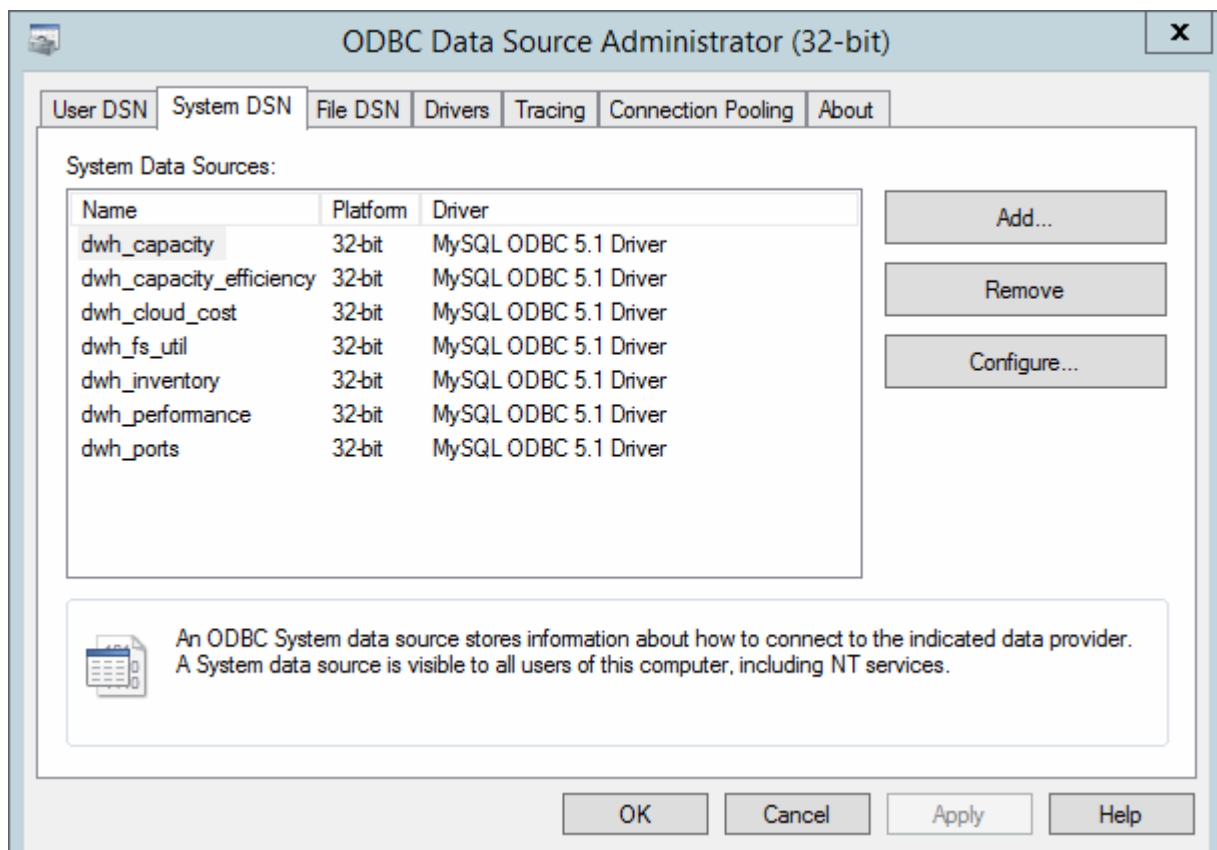 ODBC Data Source Administrator (32-bit)
x
User DSN System DSN File DSN Drivers Tracing Connection Pooling About
System Data Sources:
Name Platform Driver
dwh_capacity 32-bit MySQL ODBC 5.1 Driver
dwh_capacity_efficiency 32-bit MySQL ODBC 5.1 Driver
dwh_cloud_cost 32-bit MySQL ODBC 5.1 Driver
dwh_fs_util 32-bit MySQL ODBC 5.1 Driver
dwh_inventory 32-bit MySQL ODBC 5.1 Driver
dwh_performance 32-bit MySQL ODBC 5.1 Driver
dwh_ports 32-bit MySQL ODBC 5.1 Driver
Add...
Remove
Configure...
An ODBC System data source stores information about how to connect to the indicated data provider.
A System data source is visible to all users of this computer, including NT services.
OK Cancel Apply Help